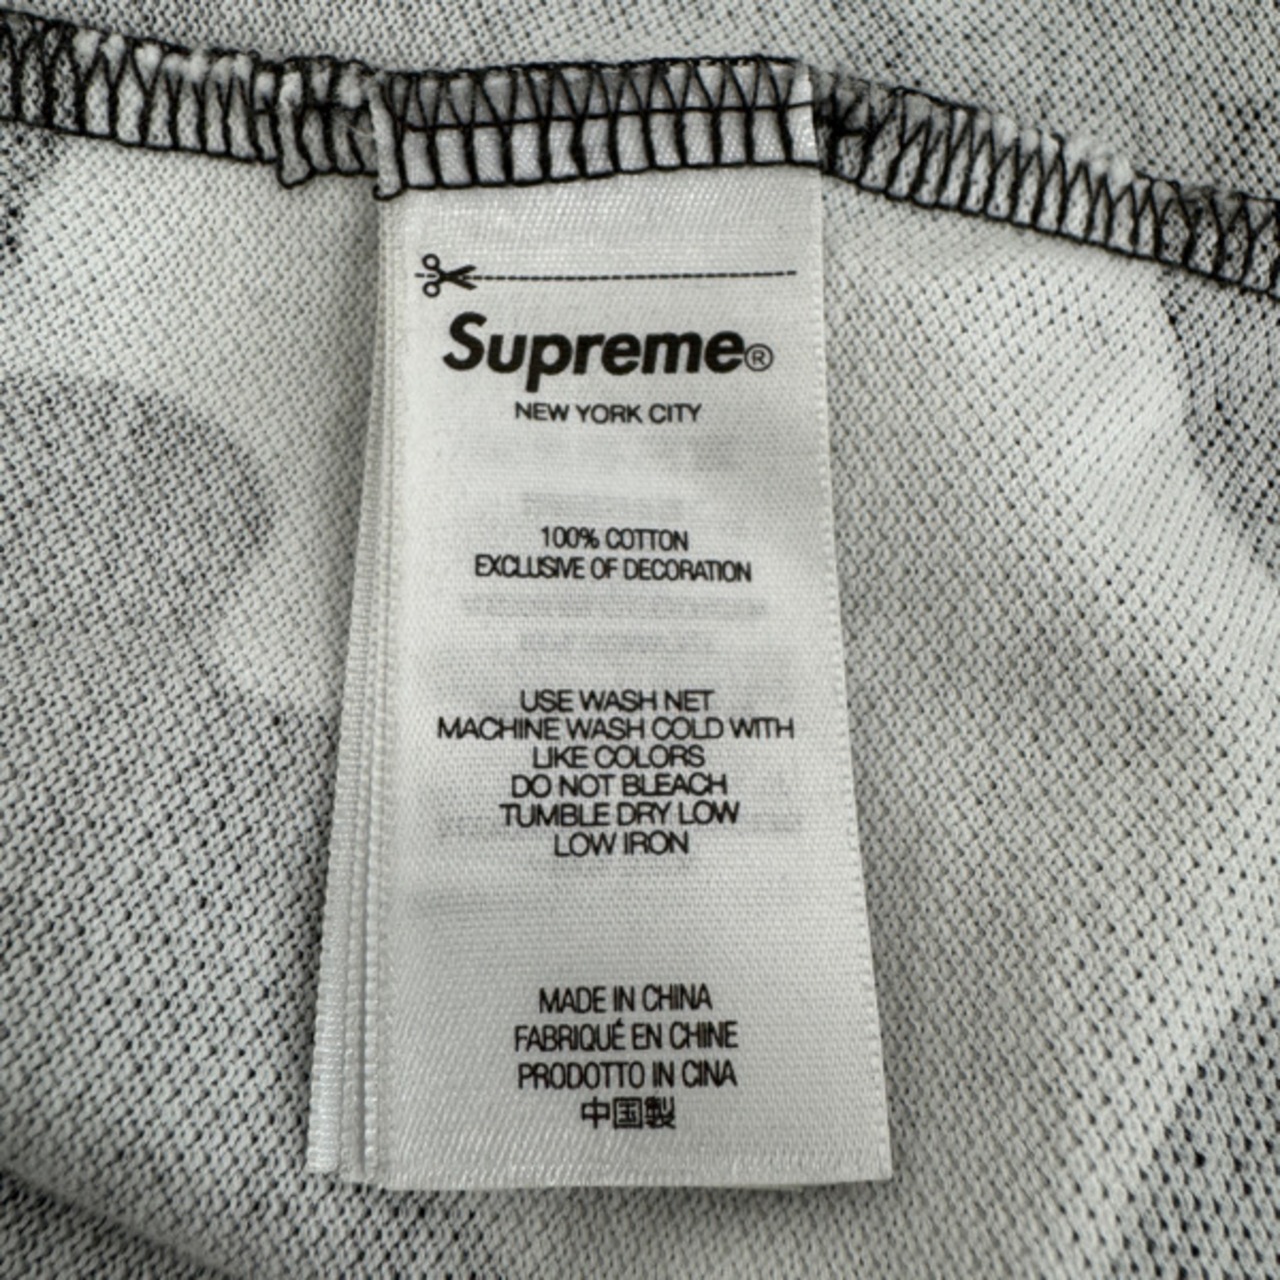 Supreme®
NEW YORK CITY
100% COTTON
EXCLUSIVE OF DECORATION
USE WASH NET
MACHINE WASH COLD WITH
LIKE COLORS
DO NOT BLEACH
TUMBLE DRY LOW
LOW IRON
MADE IN CHINA
FABRIQUÉ EN CHINE
PRODOTTO IN CINA
中国製